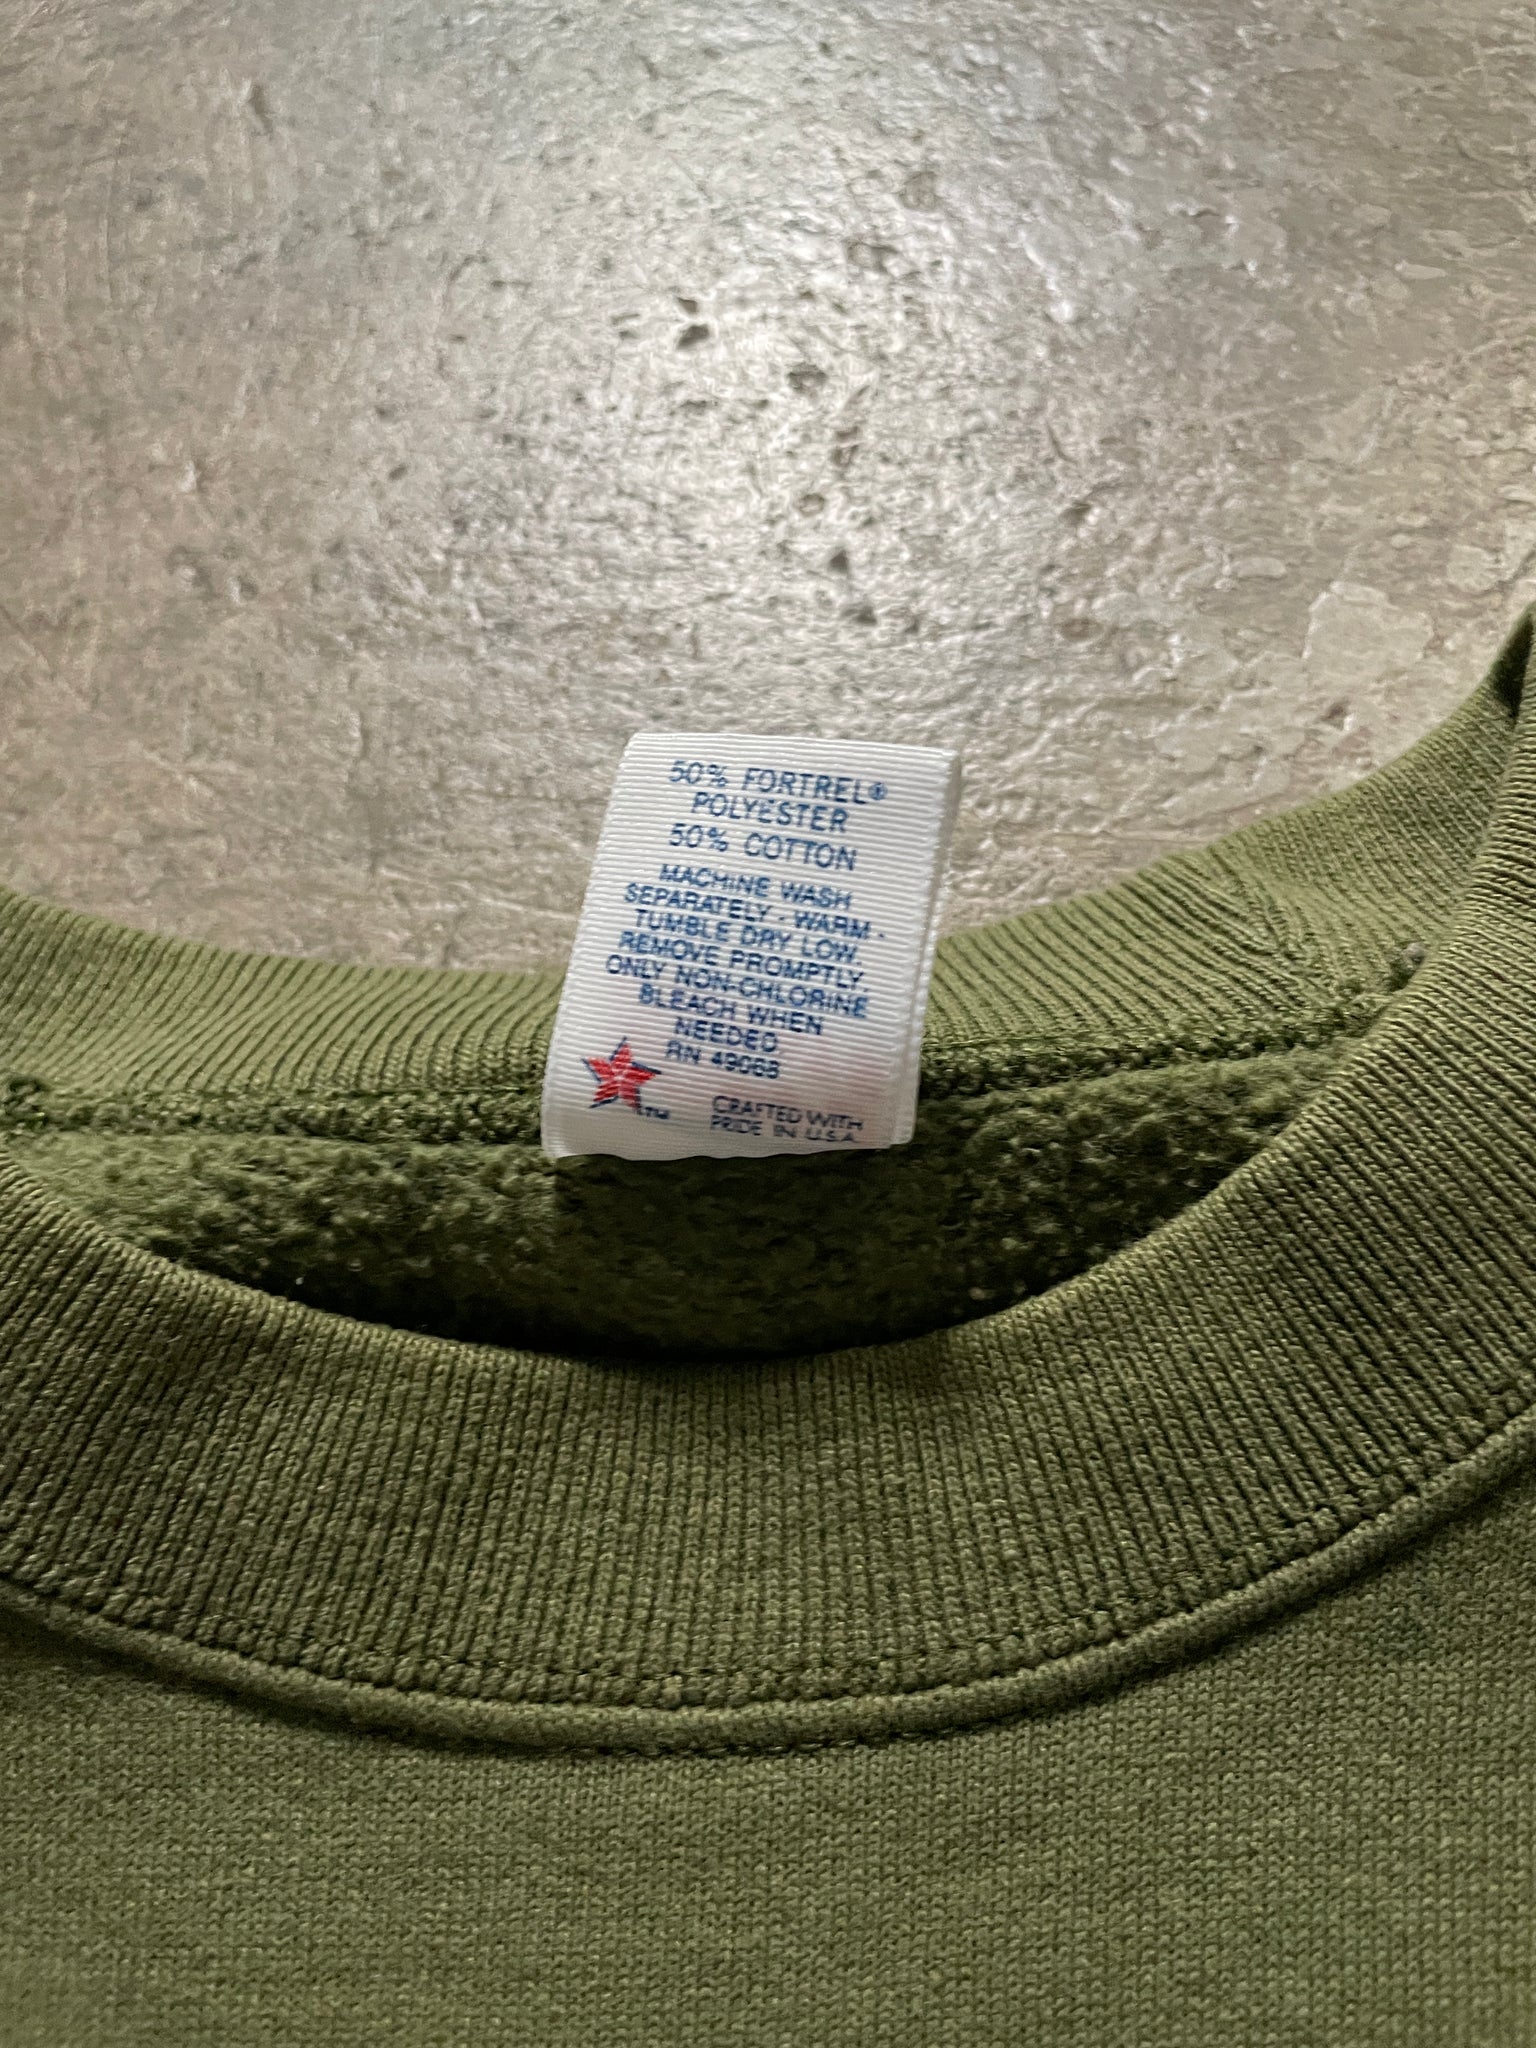 50% FORTREL®
POLYESTER
50% COTTON
MACHINE WASH
SEPARATELY - WARM -
TUMBLE DRY LOW.
REMOVE PROMPTLY
ONLY NON-CHLORINE
BLEACH WHEN
NEEDED.
RN 49068
TM
CRAFTED WITH
PRIDE IN U.S.A.